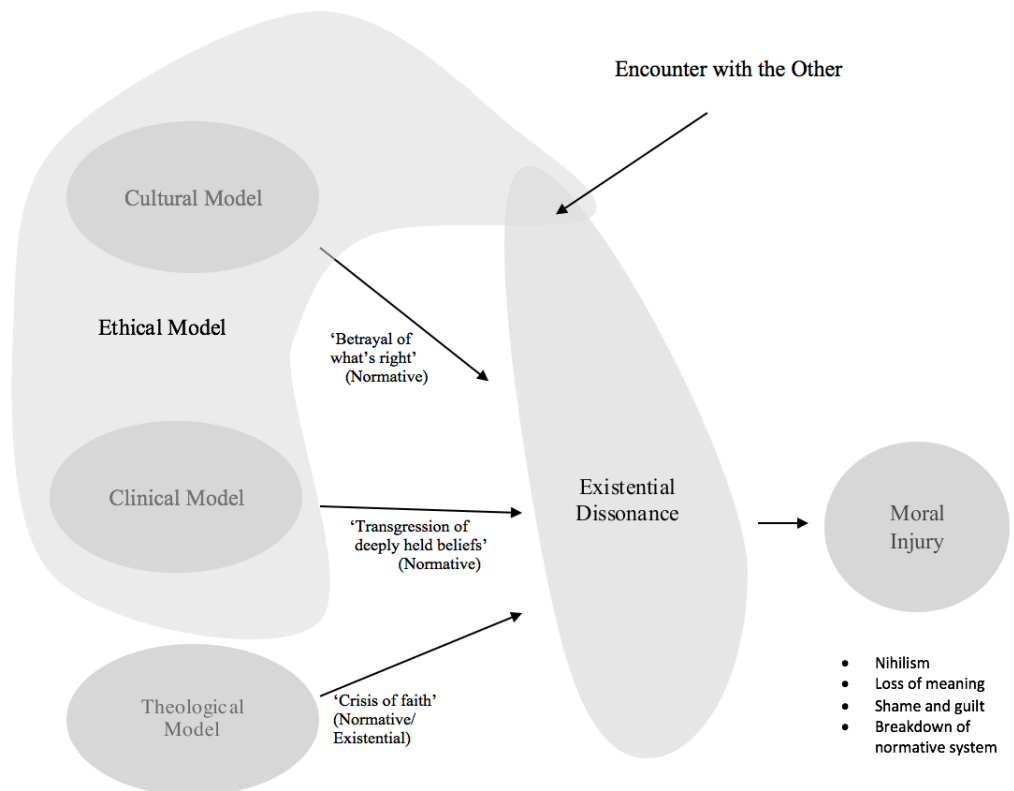 Encounter with the Other
Cultural Model
Ethical Model
‘Betrayal of
what’s right’
(Normative)
Clinical Model
‘Transgression of
deeply held beliefs’
(Normative)
Theological
Model
‘Crisis of faith’
(Normative/
Existential)
Existential
Dissonance
Moral
Injury
• Nihilism
• Loss of meaning
• Shame and guilt
• Breakdown of
normative system